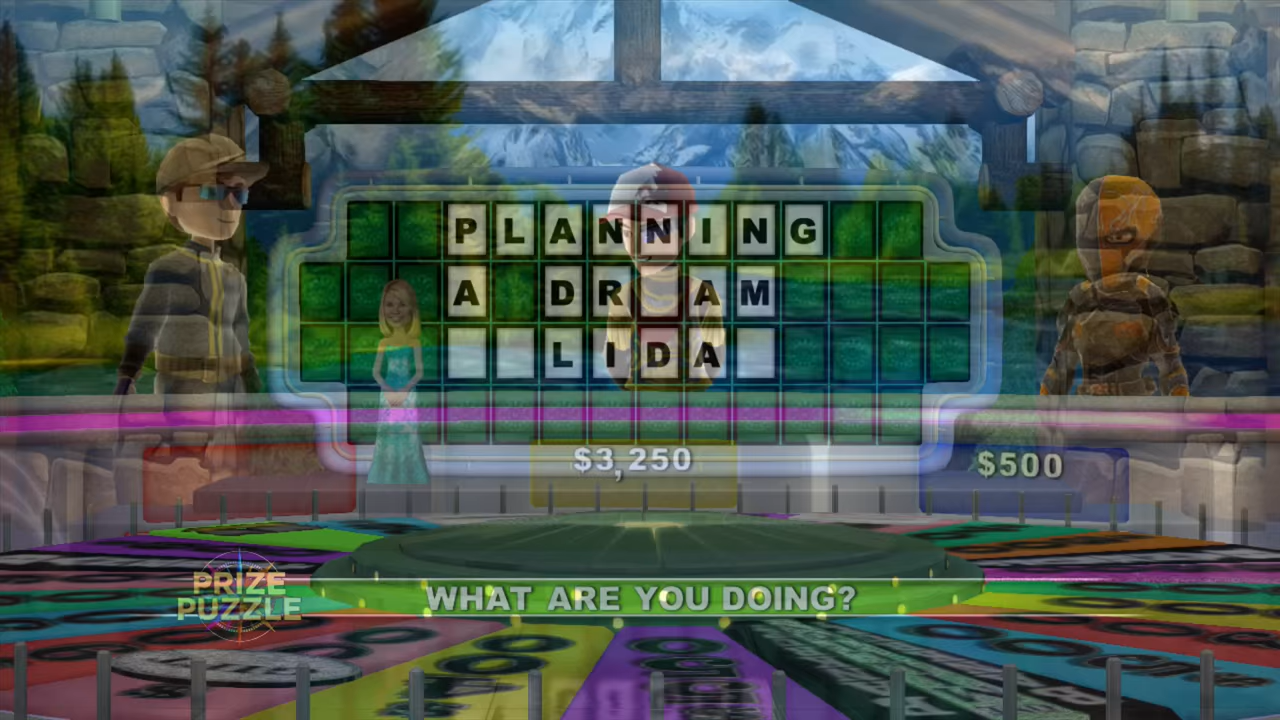 PLANNING
A DR AM
LIDA
$3,250
$500
PRIZE
PUZZLE
WHAT ARE YOU DOING?